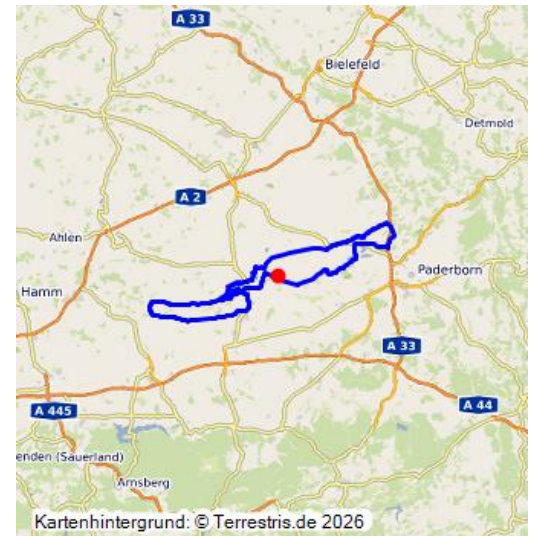 A 33
Bielefeld
Detmold
A 2
Ahlen
Paderborn
Hamm
A 33
A 445
A 44
enden (Sauerland)
Arnsberg
Kartenhintergrund: © Terrestris.de 2026